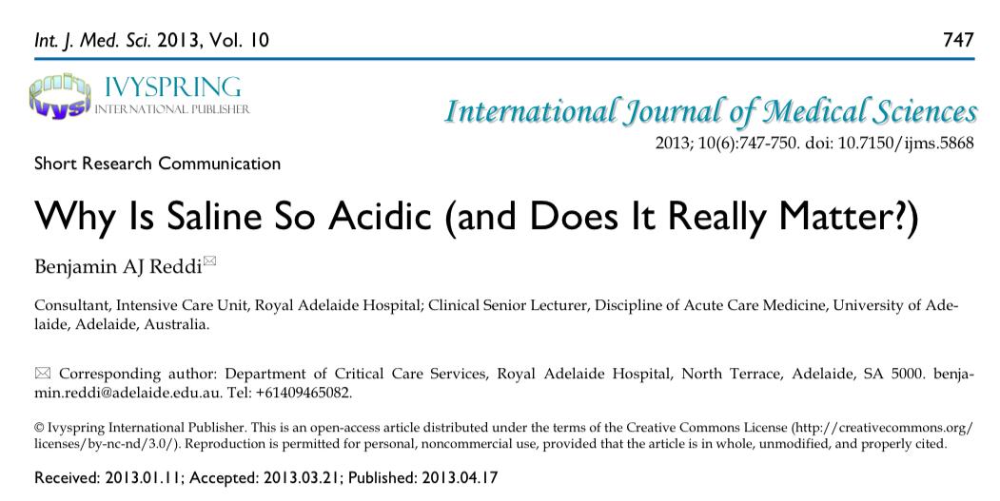 Int. J. Med. Sci. 2013, Vol. 10 747
IVYSPRING
INTERNATIONAL PUBLISHER
International Journal of Medical Sciences
2013; 10(6):747-750. doi: 10.7150/ijms.5868
Short Research Communication
Why Is Saline So Acidic (and Does It Really Matter?)
Benjamin AJ Reddi✉
Consultant, Intensive Care Unit, Royal Adelaide Hospital; Clinical Senior Lecturer, Discipline of Acute Care Medicine, University of Ade-
laide, Adelaide, Australia.
✉ Corresponding author: Department of Critical Care Services, Royal Adelaide Hospital, North Terrace, Adelaide, SA 5000. benja-
min.reddi@adelaide.edu.au. Tel: +61409465082.
© Ivyspring International Publisher. This is an open-access article distributed under the terms of the Creative Commons License (http://creativecommons.org/
licenses/by-nc-nd/3.0/). Reproduction is permitted for personal, noncommercial use, provided that the article is in whole, unmodified, and properly cited.
Received: 2013.01.11; Accepted: 2013.03.21; Published: 2013.04.17